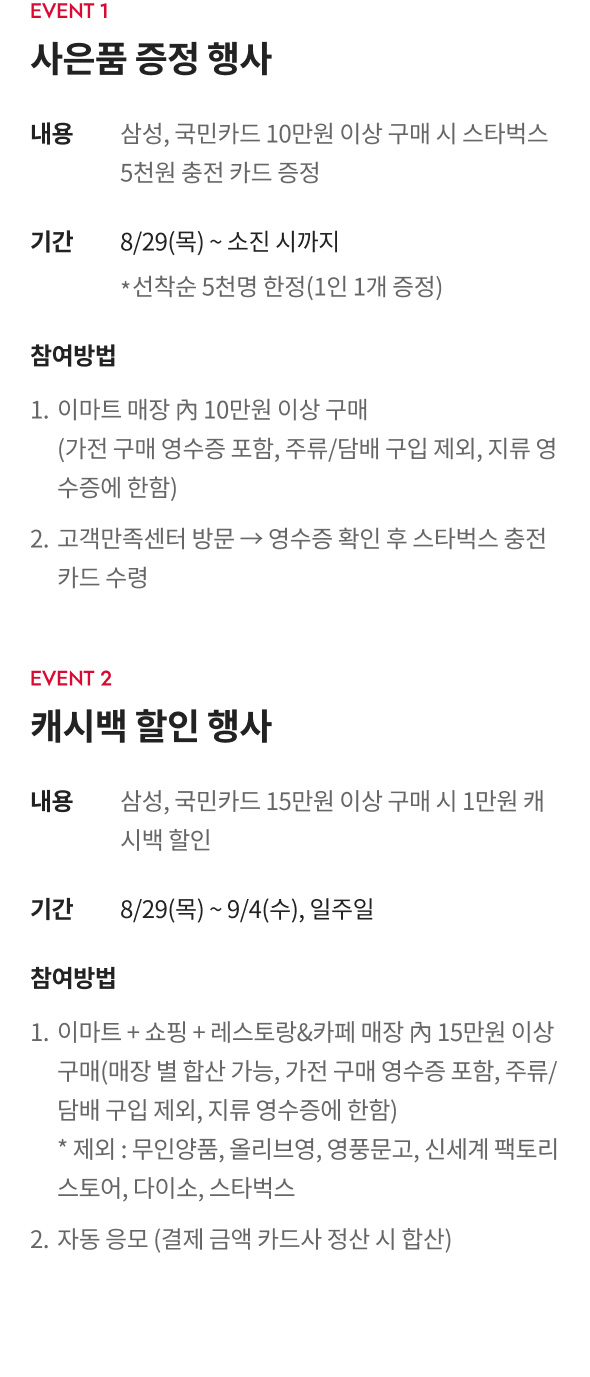 EVENT 1
사은품 증정 행사
내용 삼성, 국민카드 10만원 이상 구매 시 스타벅스
5천원 충전 카드 증정
기간 8/29(목) ~ 소진 시까지
*선착순 5천명 한정(1인 1개 증정)
참여방법
1. 이마트 매장 內 10만원 이상 구매
(가전 구매 영수증 포함, 주류/담배 구입 제외, 지류 영
수증에 한함)
2. 고객만족센터 방문 → 영수증 확인 후 스타벅스 충전
카드 수령
EVENT 2
캐시백 할인 행사
내용 삼성, 국민카드 15만원 이상 구매 시 1만원 캐
시백 할인
기간 8/29(목) ~ 9/4(수), 일주일
참여방법
1. 이마트 + 쇼핑 + 레스토랑&카페 매장 內 15만원 이상
구매(매장 별 합산 가능, 가전 구매 영수증 포함, 주류/
담배 구입 제외, 지류 영수증에 한함)
* 제외 : 무인양품, 올리브영, 영풍문고, 신세계 팩토리
스토어, 다이소, 스타벅스
2. 자동 응모 (결제 금액 카드사 정산 시 합산)